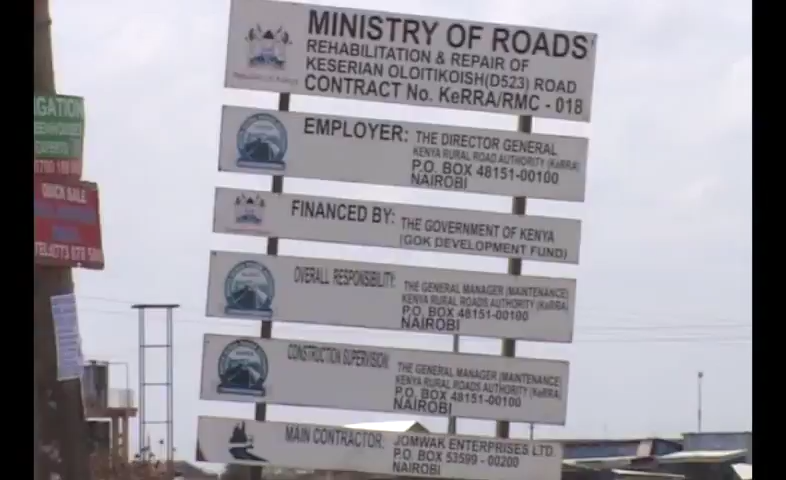 MINISTRY OF ROADS
REHABILITATION & REPAIR OF
KESERIAN OLOITIKOISH(D523) ROAD
CONTRACT No. KeRRA/RMC - 018
EMPLOYER: THE DIRECTOR GENERAL
KENYA RURAL ROAD AUTHORITY (KeRRA)
P.O. BOX 48151-00100
NAIROBI
FINANCED BY: THE GOVERNMENT OF KENYA
(GOK DEVELOPMENT FUND)
OVERALL RESPONSIBILITY: THE GENERAL MANAGER (MAINTENANCE)
KENYA RURAL ROADS AUTHORITY (KeRRA)
P.O. BOX 48151-00100
NAIROBI
CONSTRUCTION SUPERVISION: THE GENERAL MANAGER (MAINTENANCE)
KENYA RURAL ROADS AUTHORITY (KeRRA)
P.O. BOX 48151-00100
NAIROBI
MAIN CONTRACTOR: JOMWAK ENTERPRISES LTD.
P.O. BOX 53599 - 00200
NAIROBI
IGATION
QUICK SALE